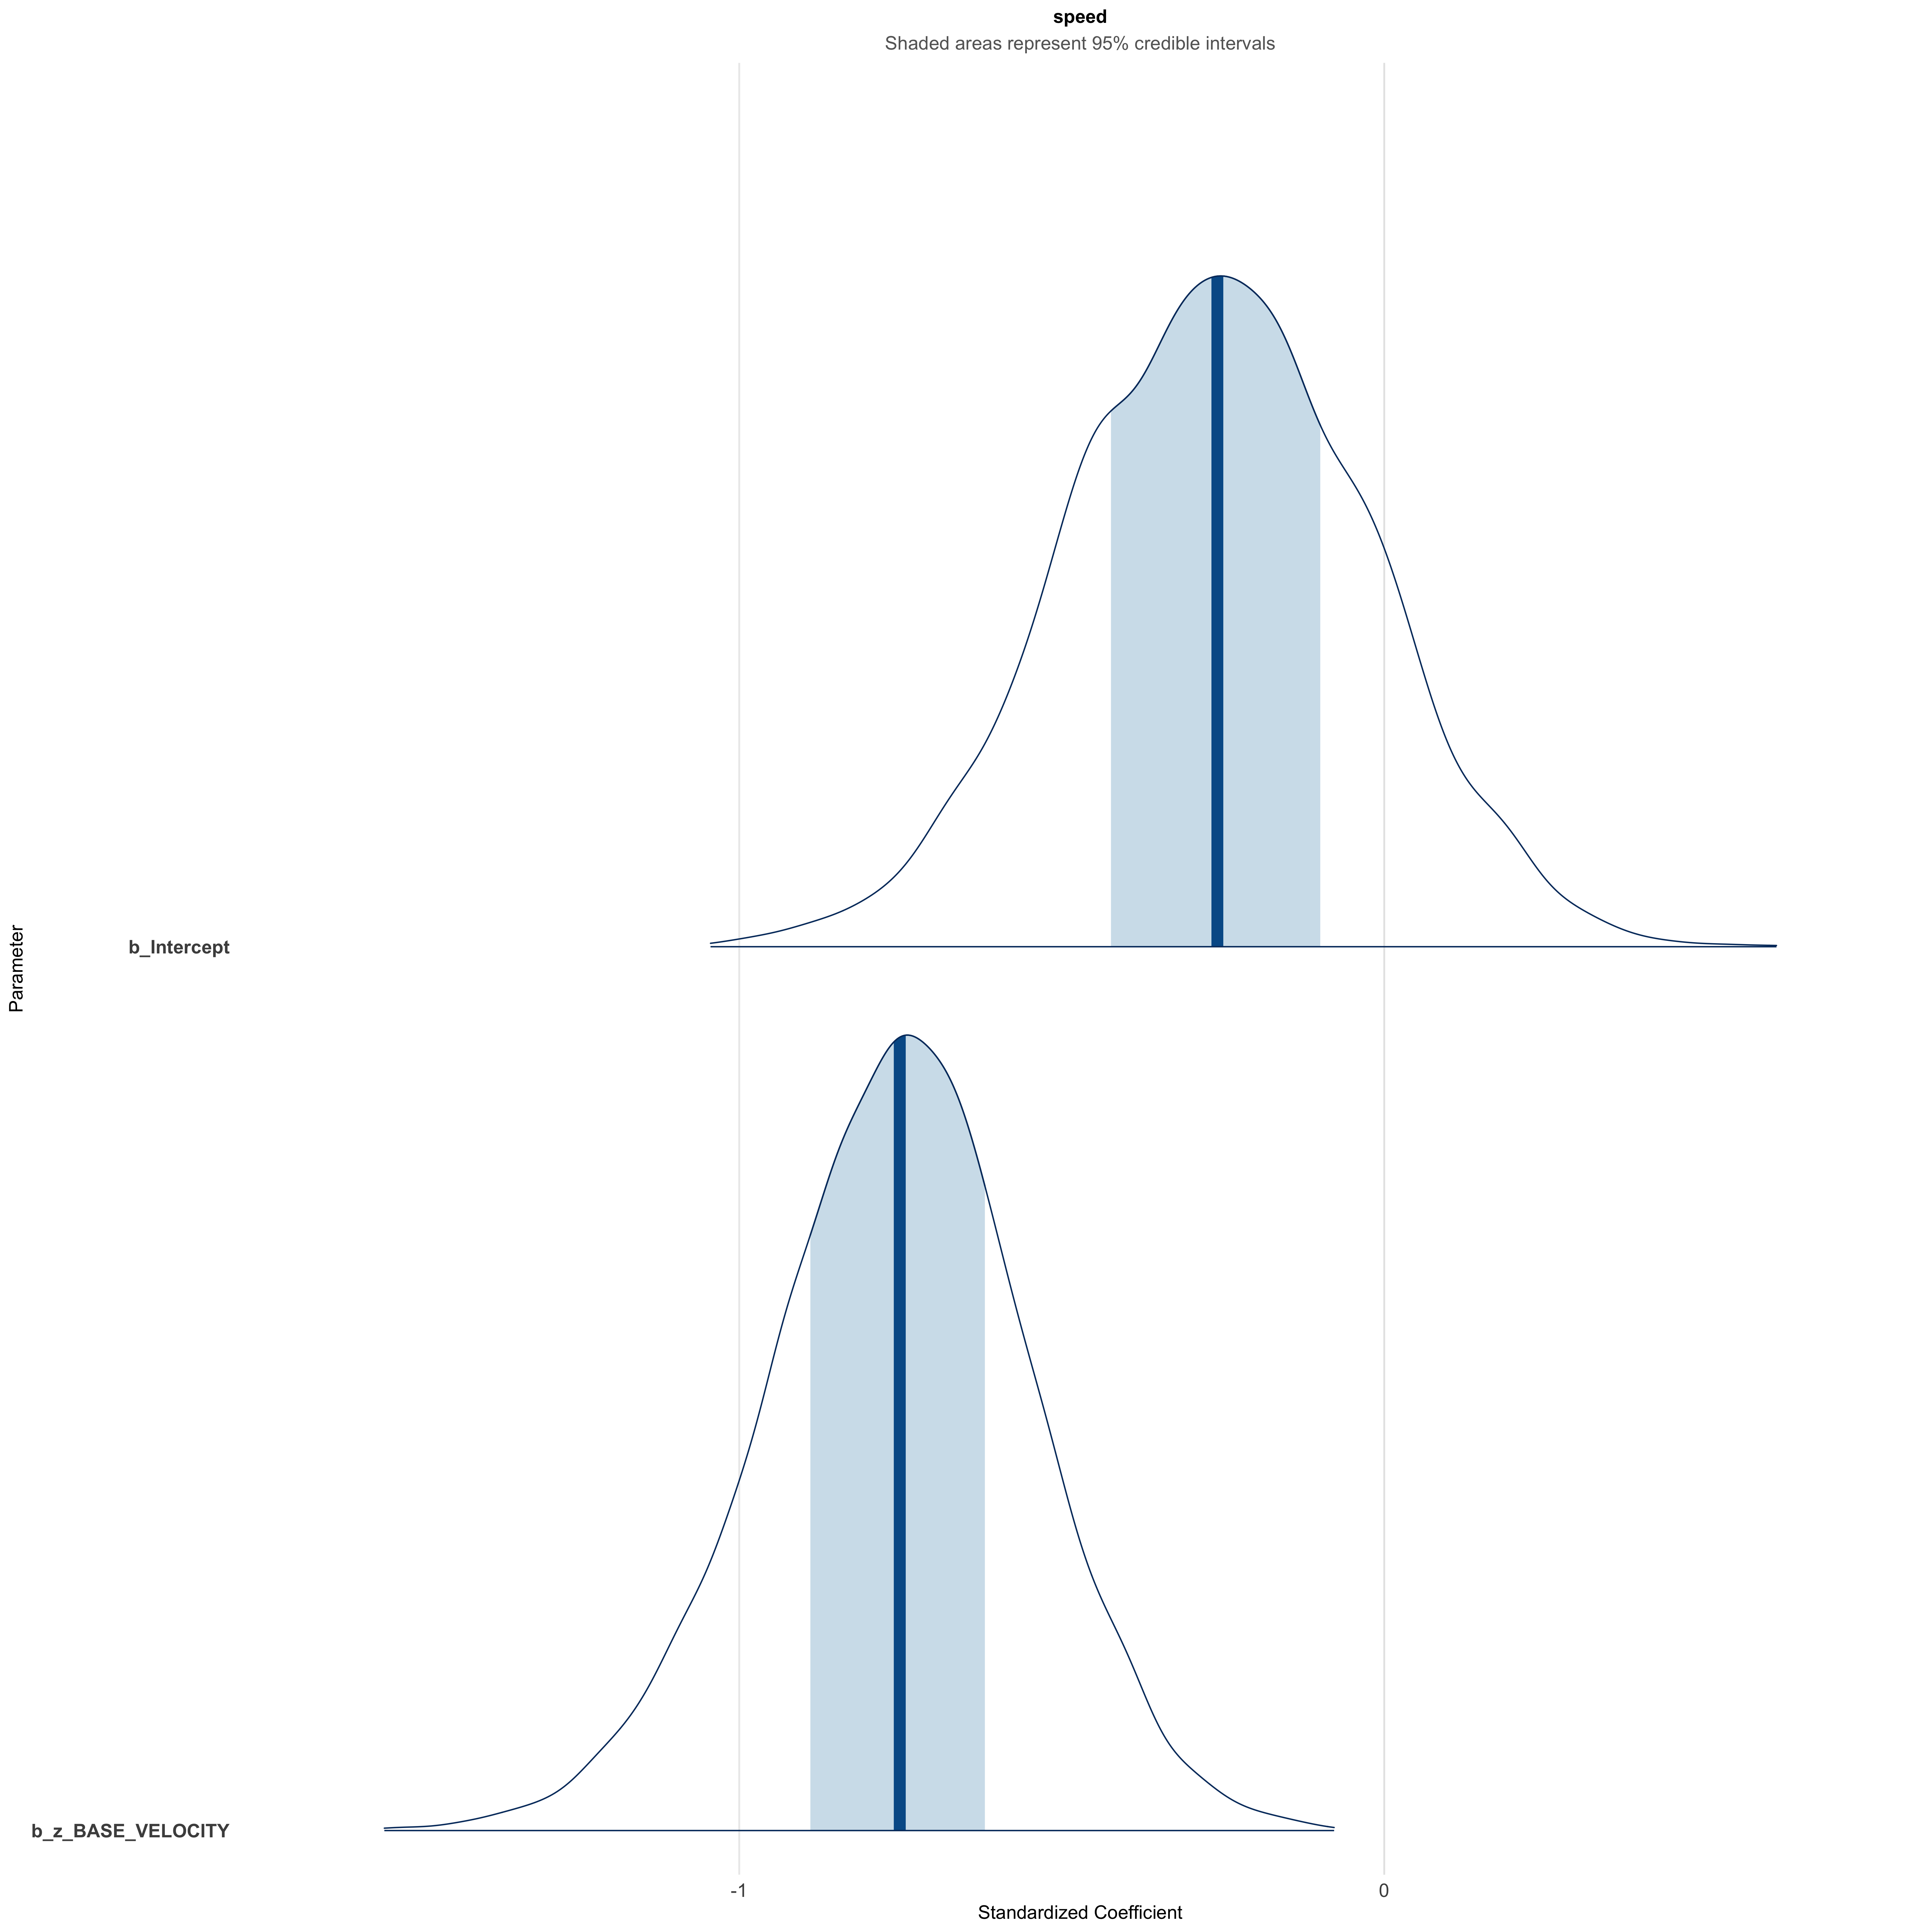 speed
Shaded areas represent 95% credible intervals
Parameter
b_Intercept
b_z_BASE_VELOCITY
-1
0
Standardized Coefficient